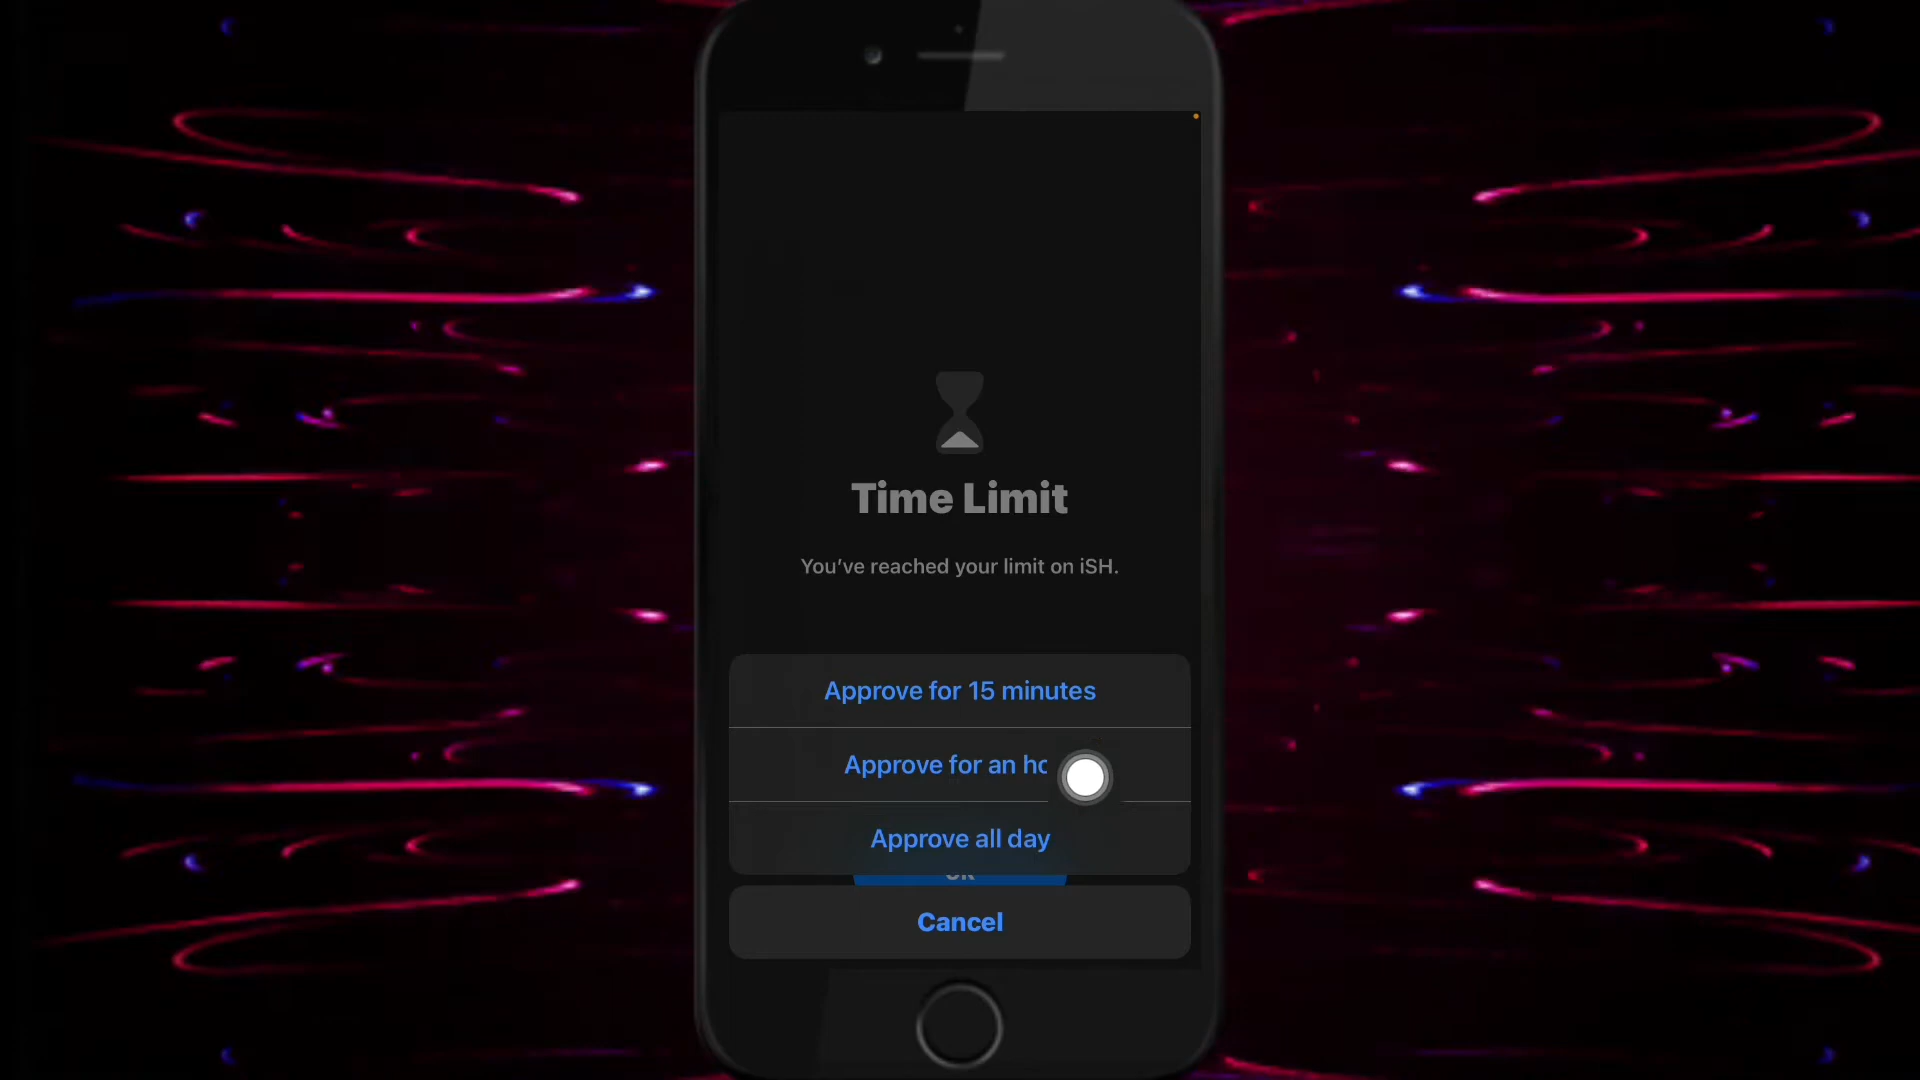 Time Limit
You've reached your limit on iSH.
Approve for 15 minutes
Approve for an
Approve all day
Cancel